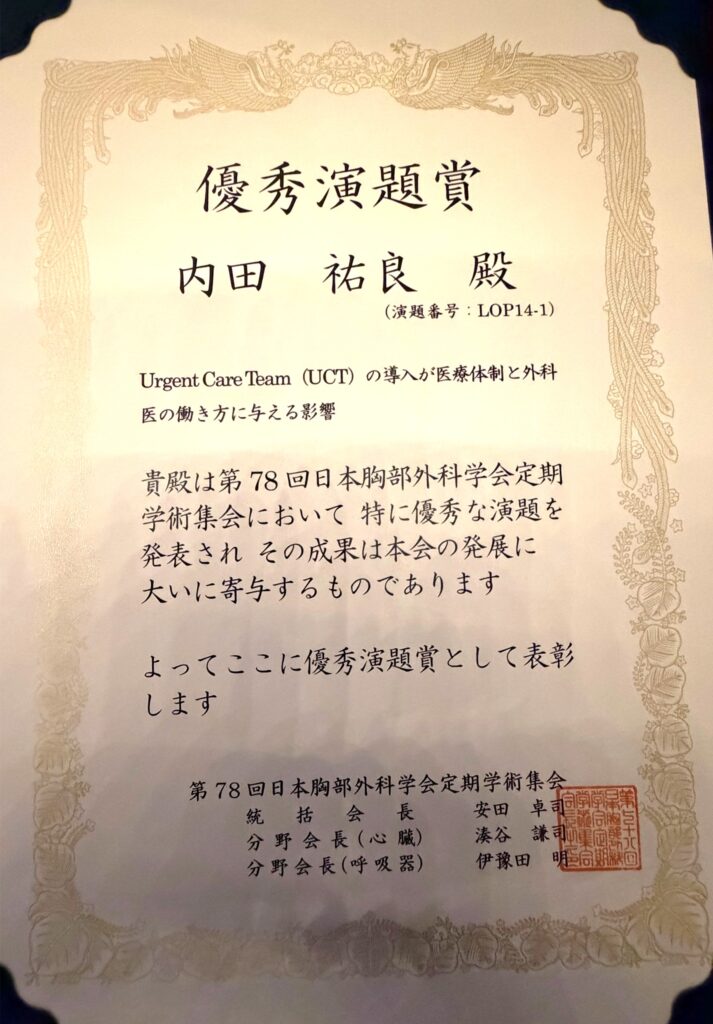 優秀演題賞
内田 祐良 殿
（演題番号：LOP14-1）
Urgent Care Team（UCT）の導入が医療体制と外科
医の働き方に与える影響
貴殿は第 78 回日本胸部外科学会定期
学術集会において 特に優秀な演題を
発表され その成果は本会の発展に
大いに寄与するものであります
よってここに優秀演題賞として表彰
します
第 78 回日本胸部外科学会定期学術集会
統括会長 安田 卓司
分野会長(心臓) 湊谷 謙司
分野会長(呼吸器) 伊豫田 明